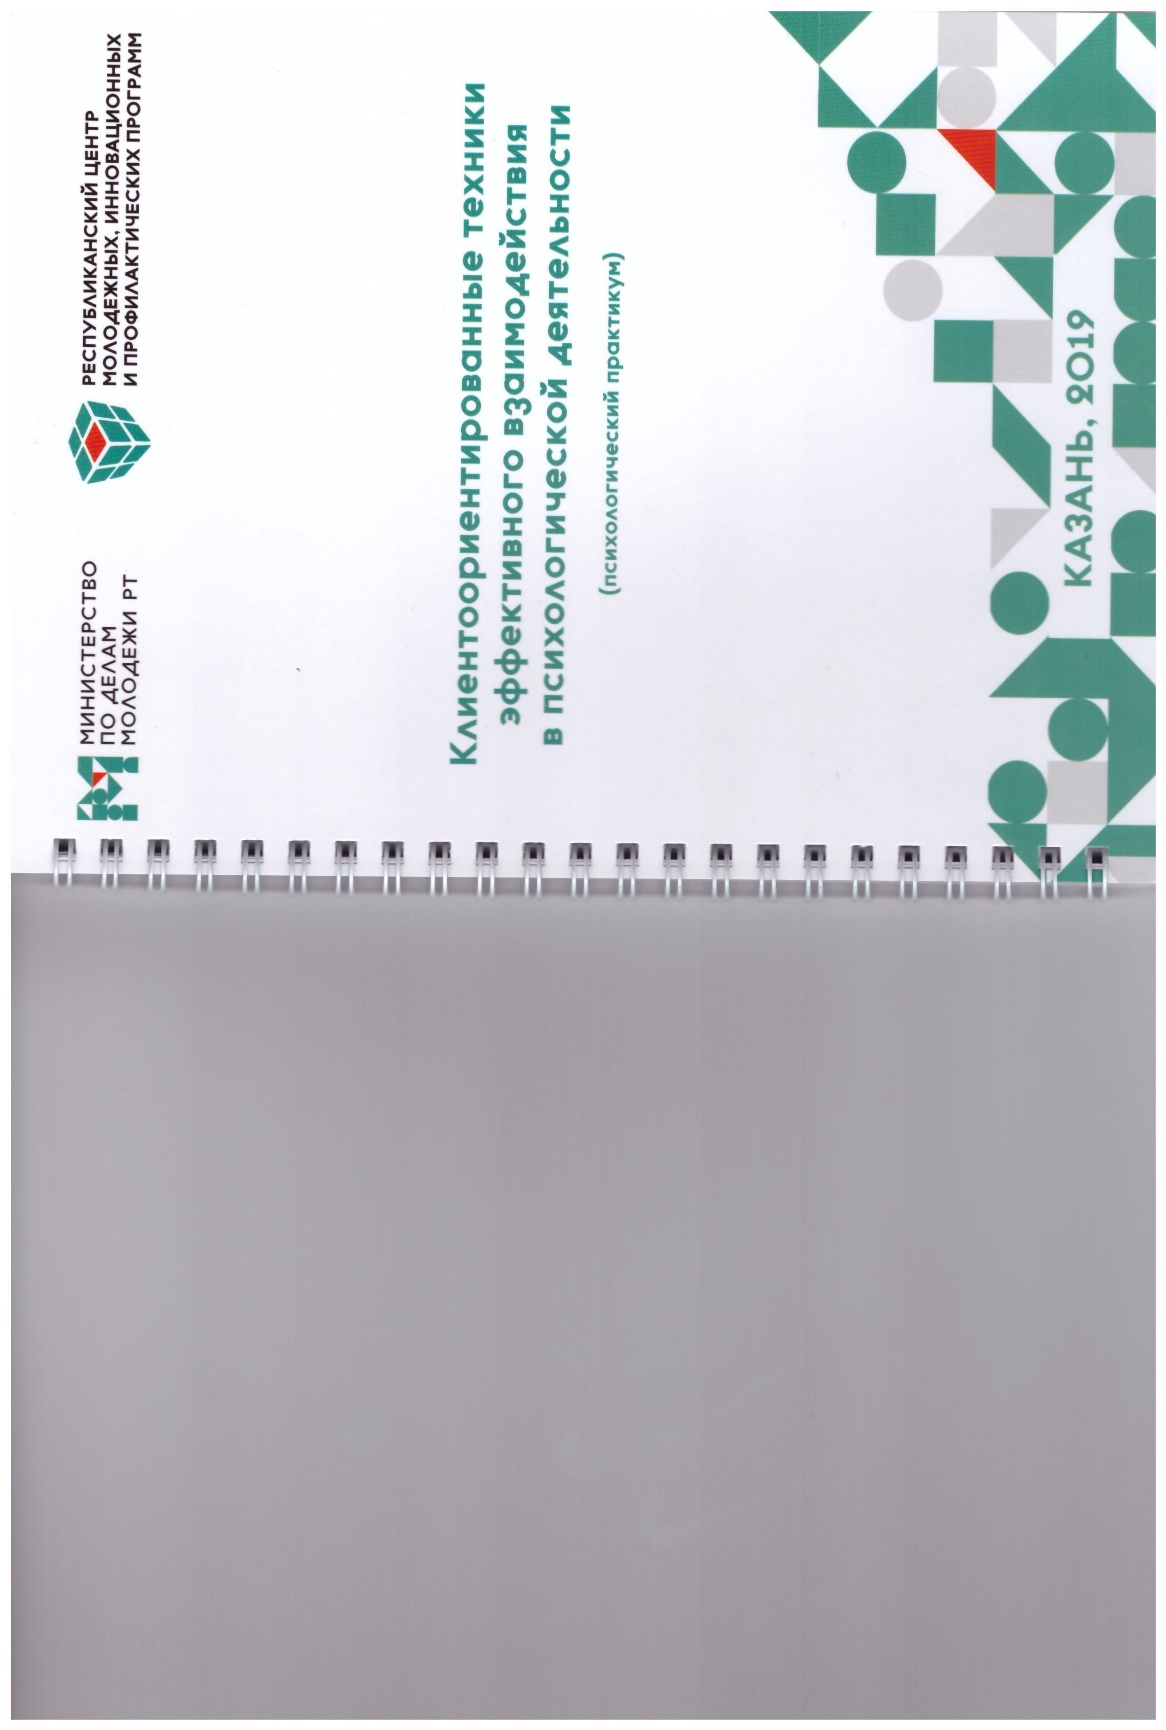 МИНИСТЕРСТВО
ПО ДЕЛАМ
МОЛОДЕЖИ РТ
РЕСПУБЛИКАНСКИЙ ЦЕНТР
МОЛОДЕЖНЫХ, ИННОВАЦИОННЫХ
И ПРОФИЛАКТИЧЕСКИХ ПРОГРАММ
Клиентоориентированные техники
эффективного взаимодействия
в психологической деятельности
(психологический практикум)
КАЗАНЬ, 2019